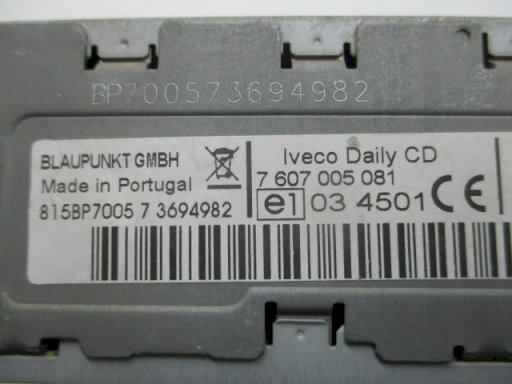 BP700573694982
BLAUPUNKT GMBH
Made in Portugal
815BP7005 7 3694982
Iveco Daily CD
7 607 005 081
e1 03 4501 CE